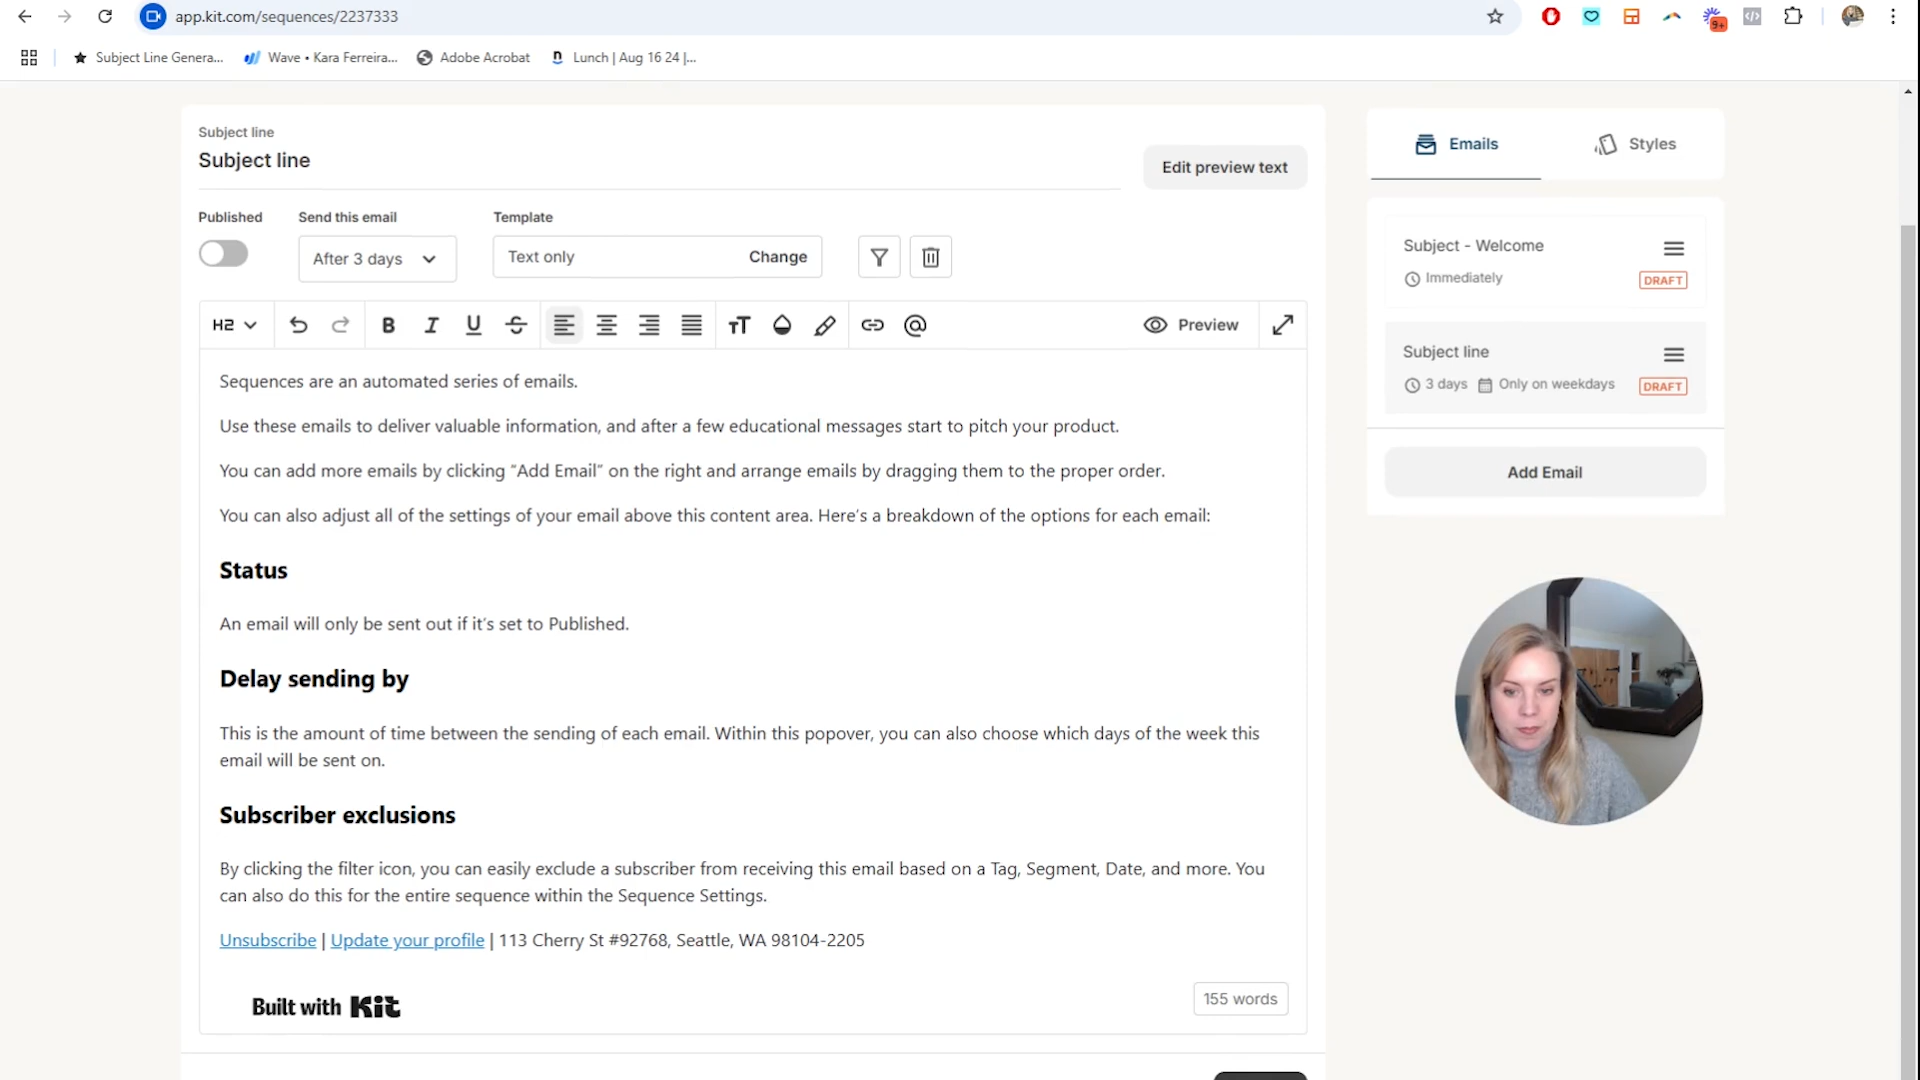 app.kit.com/sequences/2237333
9+
Subject Line Genera...
Wave • Kara Ferreira...
Adobe Acrobat
n Lunch | Aug 16 24 |...
Subject line
Subject line
Edit preview text
Published
Send this email
Template
After 3 days
Text only
Change
H2
B I U S
Preview
Sequences are an automated series of emails.
Use these emails to deliver valuable information, and after a few educational messages start to pitch your product.
You can add more emails by clicking “Add Email” on the right and arrange emails by dragging them to the proper order.
You can also adjust all of the settings of your email above this content area. Here’s a breakdown of the options for each email:
Status
An email will only be sent out if it’s set to Published.
Delay sending by
This is the amount of time between the sending of each email. Within this popover, you can also choose which days of the week this
email will be sent on.
Subscriber exclusions
By clicking the filter icon, you can easily exclude a subscriber from receiving this email based on a Tag, Segment, Date, and more. You
can also do this for the entire sequence within the Sequence Settings.
Unsubscribe | Update your profile | 113 Cherry St #92768, Seattle, WA 98104-2205
Built with Kit
155 words
Emails
Styles
Subject - Welcome
Immediately
DRAFT
Subject line
3 days
Only on weekdays
DRAFT
Add Email